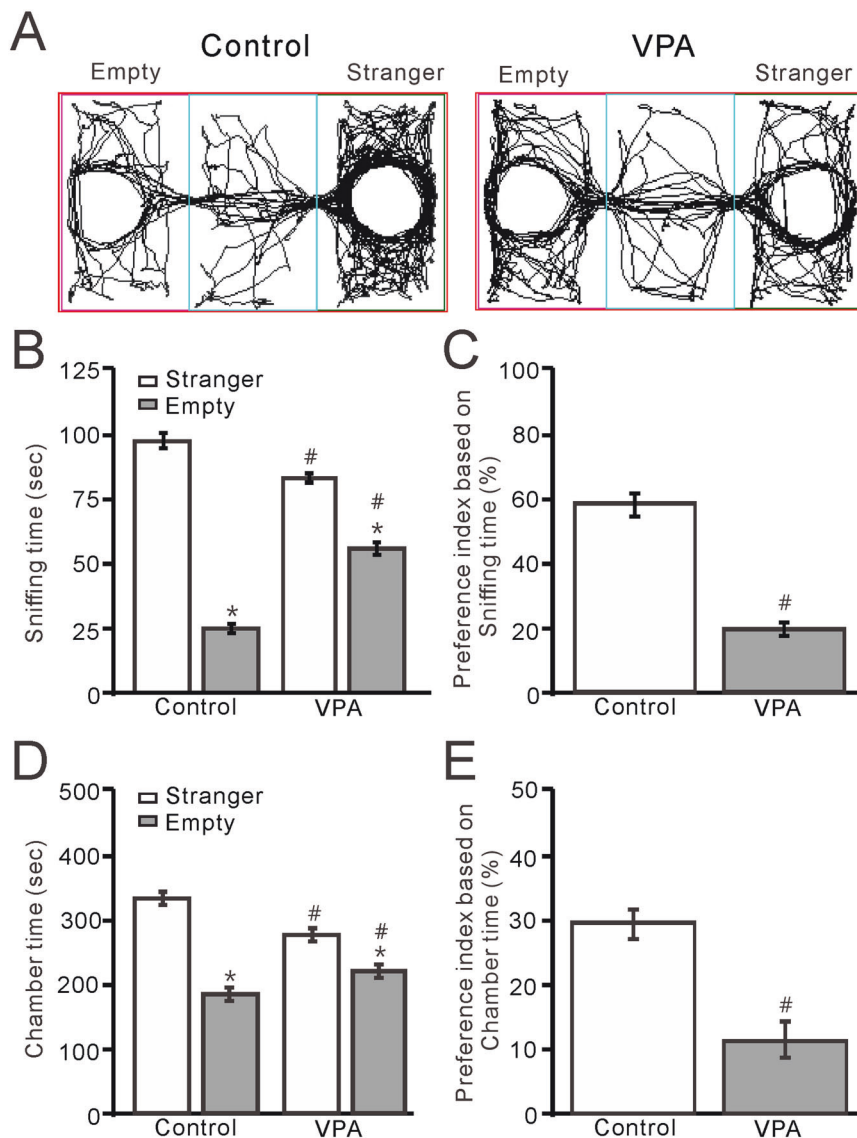 A
Control
VPA
Empty
Stranger
Empty
Stranger
B
125
100
75
50
25
0
Sniffing time (sec)
Stranger
Empty
*
#
#
*
Control
VPA
C
100
80
60
40
20
0
Preference index based on
Sniffing time (%)
#
Control
VPA
D
500
400
300
200
100
0
Chamber time (sec)
Stranger
Empty
*
#
#
*
Control
VPA
E
50
40
30
20
10
0
Preference index based on
Chamber time (%)
#
Control
VPA